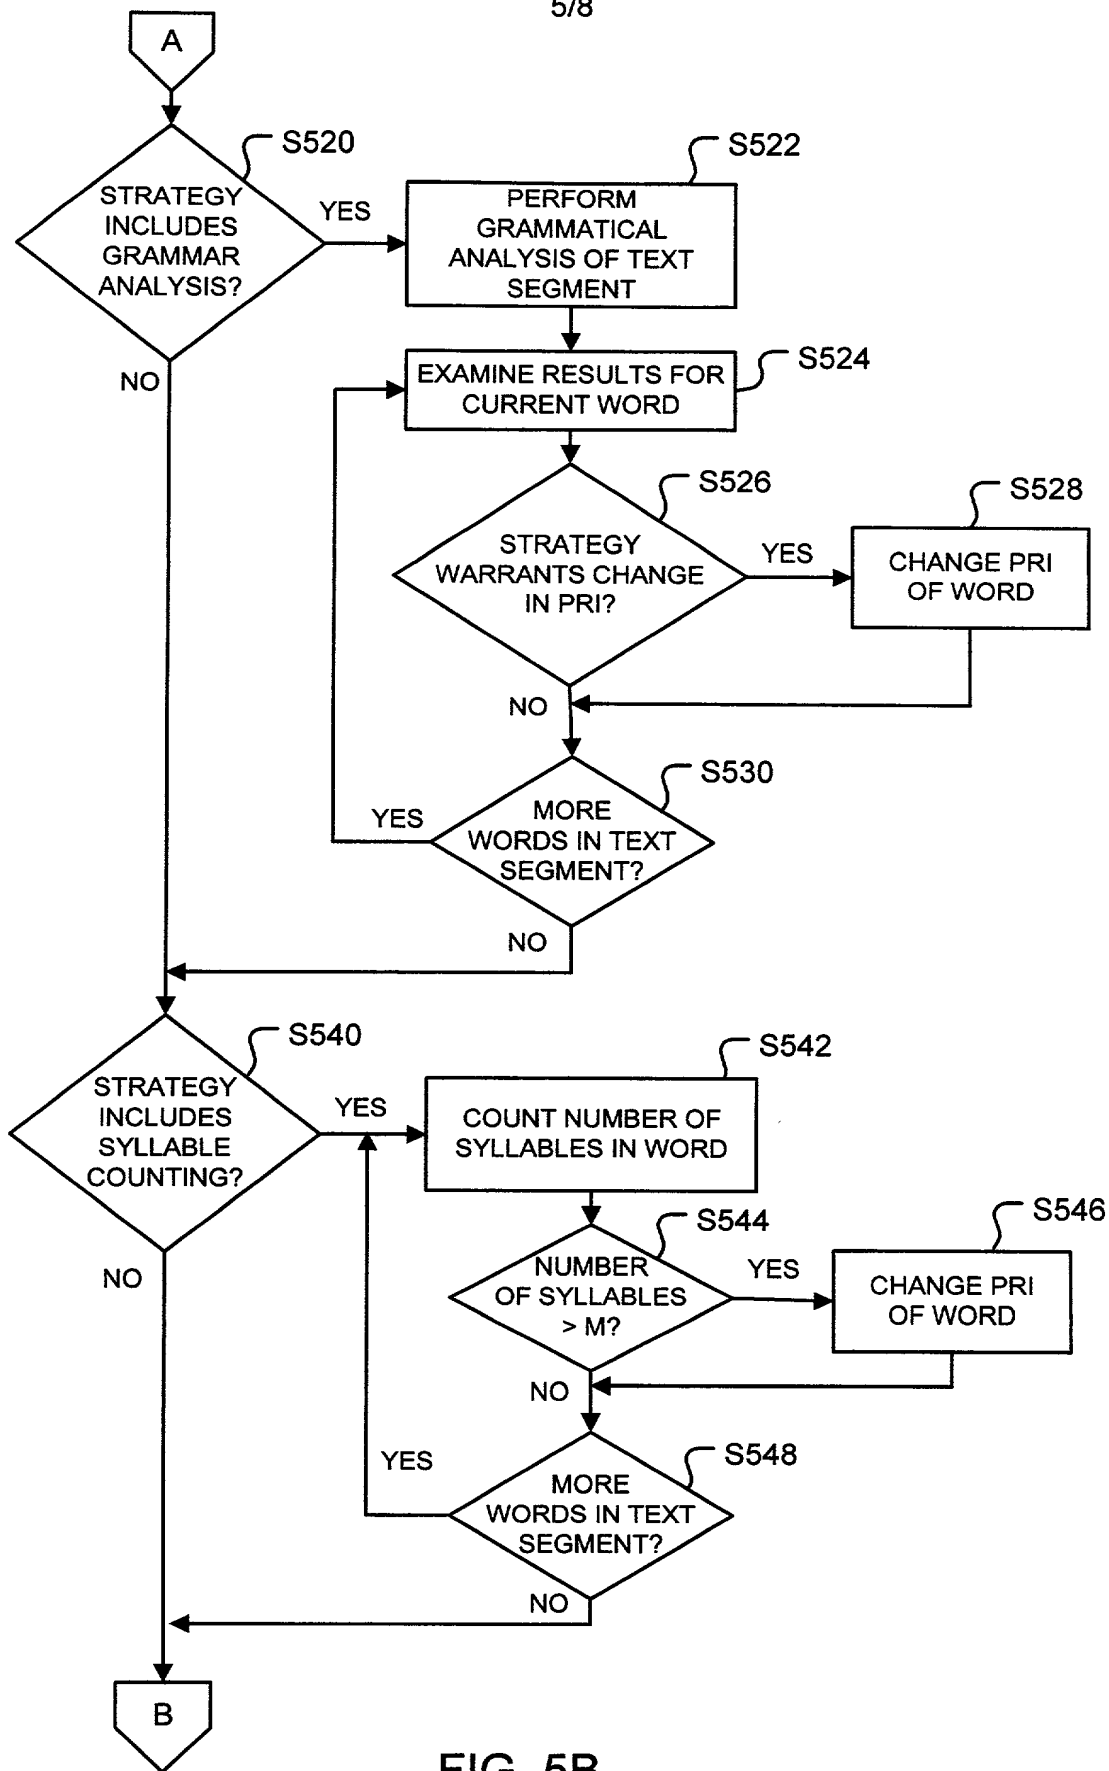 5/8
A
S520
STRATEGY
INCLUDES
GRAMMAR
ANALYSIS?
YES
NO
S522
PERFORM
GRAMMATICAL
ANALYSIS OF TEXT
SEGMENT
S524
EXAMINE RESULTS FOR
CURRENT WORD
S526
STRATEGY
WARRANTS CHANGE
IN PRI?
YES
NO
S528
CHANGE PRI
OF WORD
S530
MORE
WORDS IN TEXT
SEGMENT?
YES
NO
S540
STRATEGY
INCLUDES
SYLLABLE
COUNTING?
YES
NO
S542
COUNT NUMBER OF
SYLLABLES IN WORD
S544
NUMBER
OF SYLLABLES
> M?
YES
NO
S546
CHANGE PRI
OF WORD
S548
MORE
WORDS IN TEXT
SEGMENT?
YES
NO
B
FIG. 5B